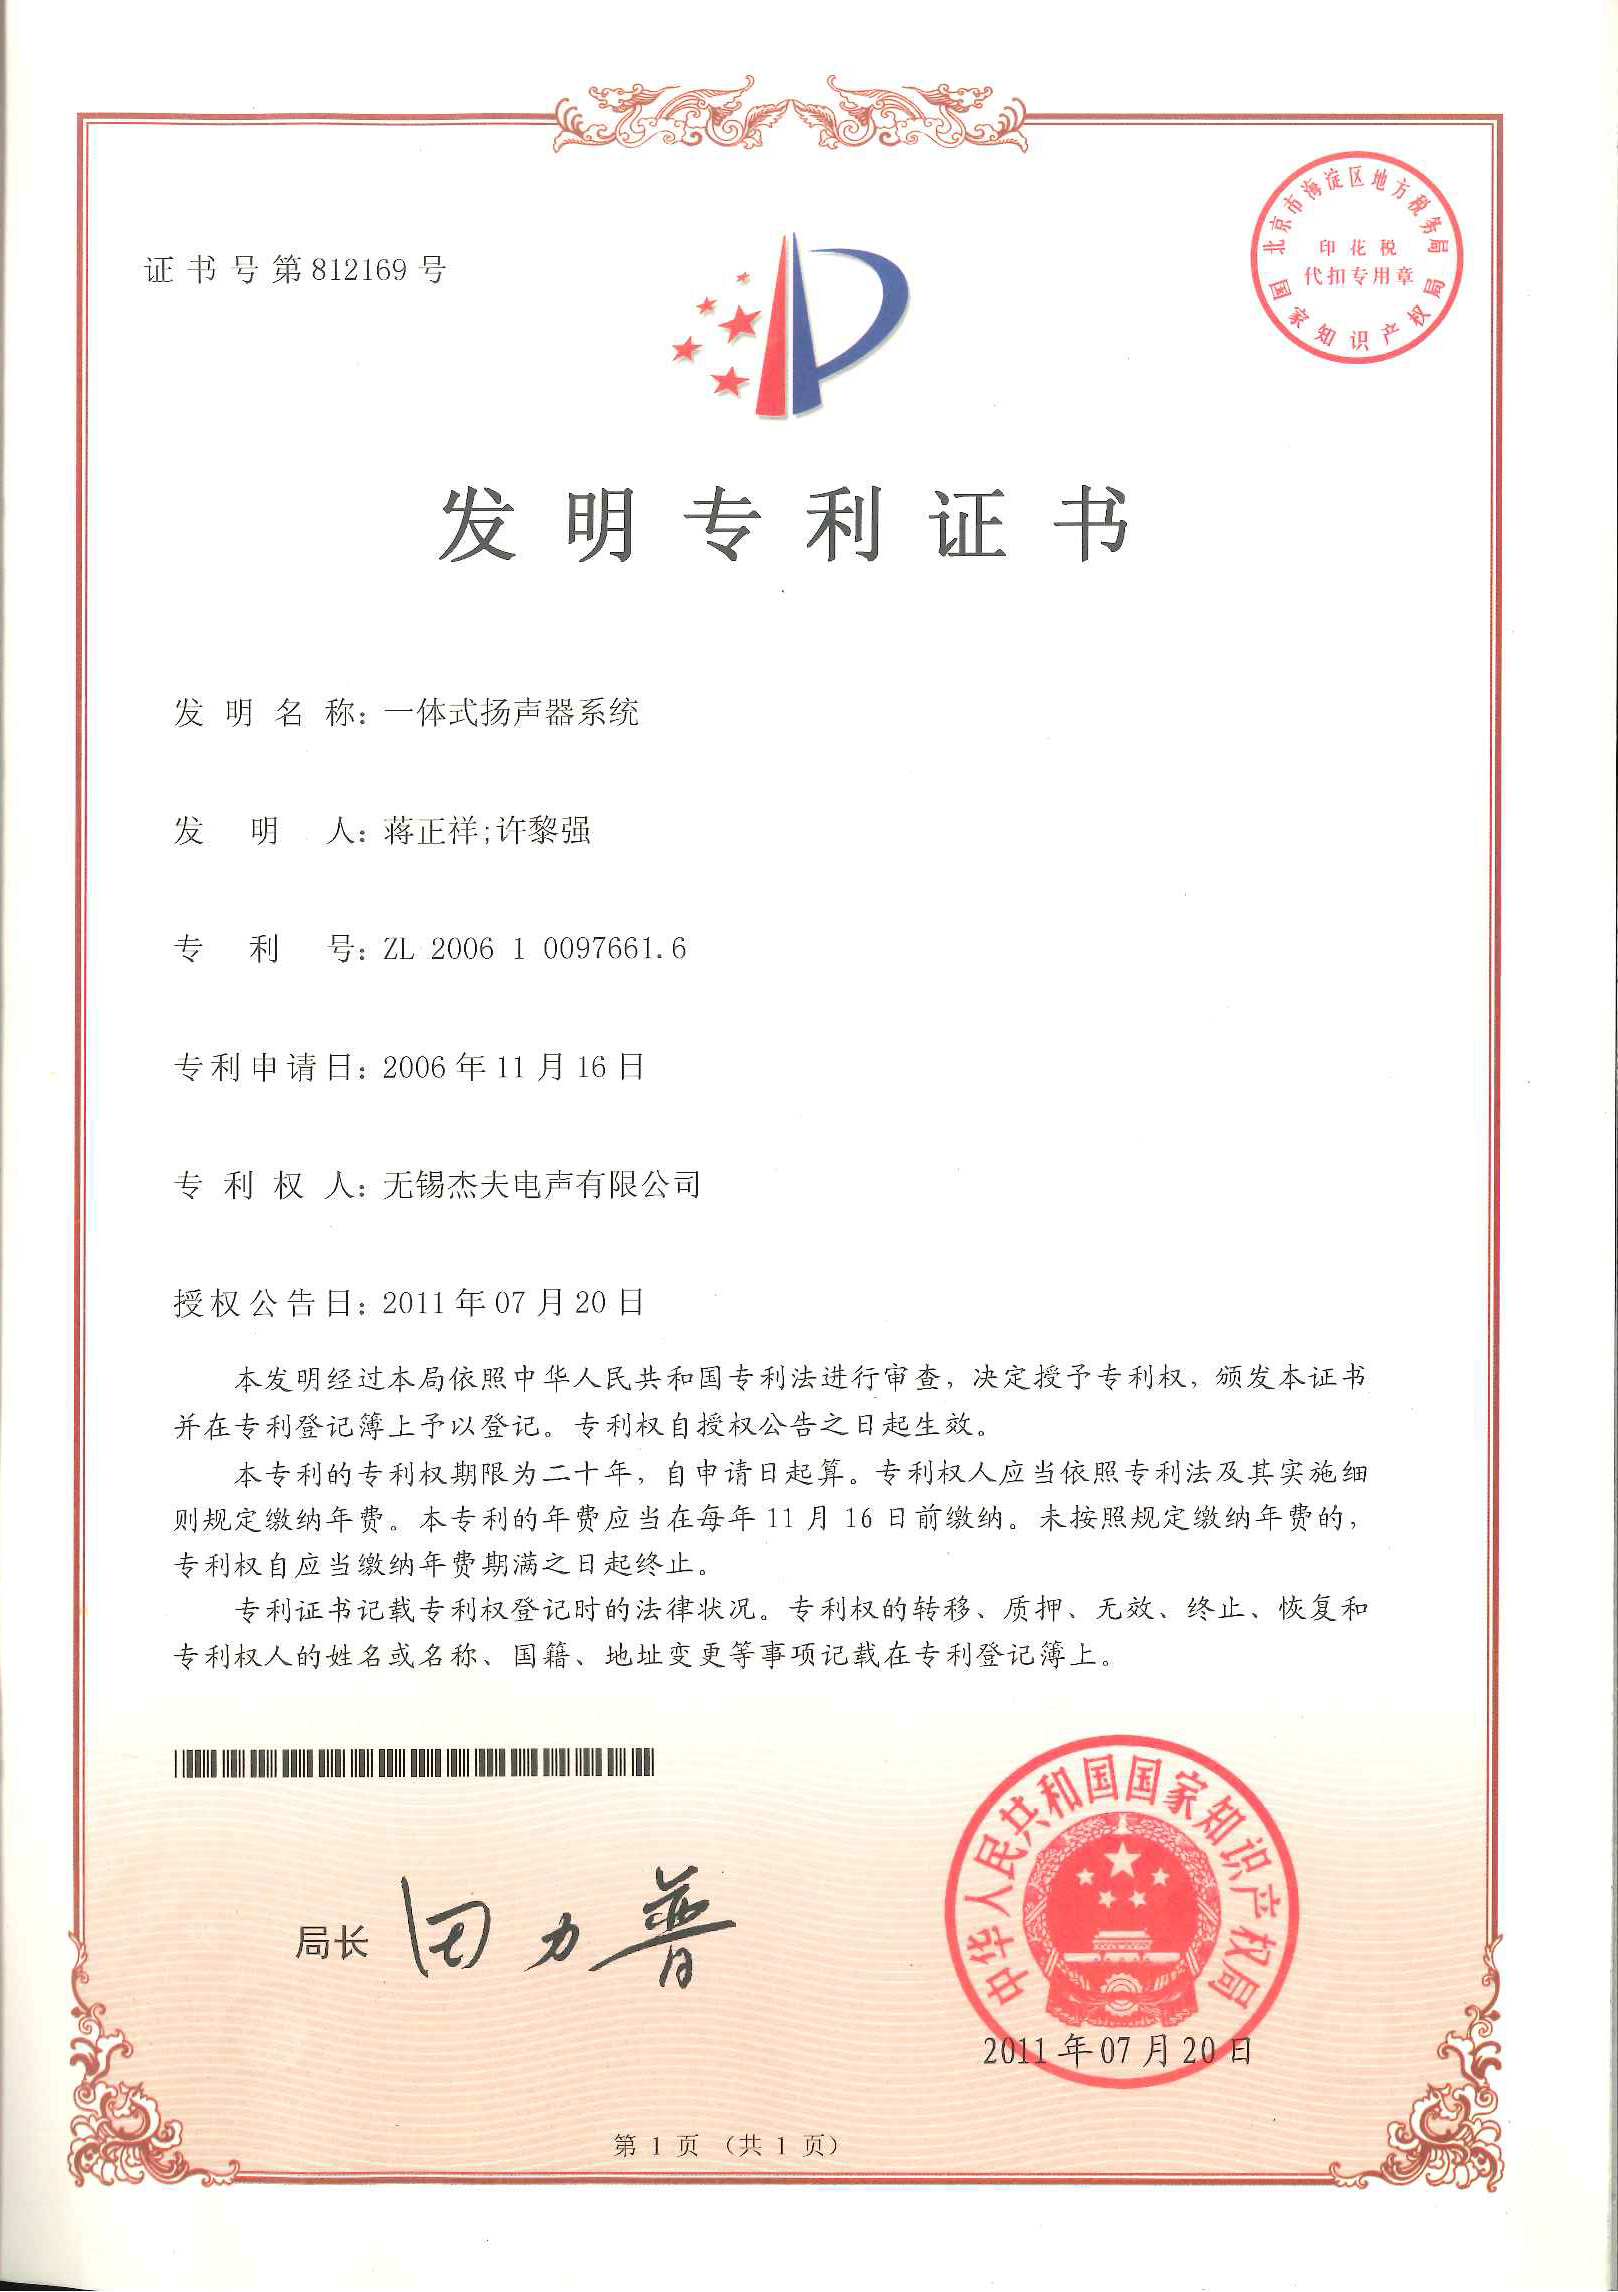 证书号第812169号
北京市海淀区地方税务局
印花税
代扣专用章
国家知识产权局
发明专利证书
发明名称：一体式扬声器系统
发明人：蒋正祥;许黎强
专利号：ZL 2006 1 0097661.6
专利申请日：2006年11月16日
专利权人：无锡杰夫电声有限公司
授权公告日：2011年07月20日
本发明经过本局依照中华人民共和国专利法进行审查，决定授予专利权，颁发本证书
并在专利登记簿上予以登记。专利权自授权公告之日起生效。
本专利的专利权期限为二十年，自申请日起算。专利权人应当依照专利法及其实施细
则规定缴纳年费。本专利的年费应当在每年11月16日前缴纳。未按照规定缴纳年费的，
专利权自应当缴纳年费期满之日起终止。
专利证书记载专利权登记时的法律状况。专利权的转移、质押、无效、终止、恢复和
专利权人的姓名或名称、国籍、地址变更等事项记载在专利登记簿上。
局长 田力普
中华人民共和国国家知识产权局
2011年07月20日
第 1 页 （共 1 页）